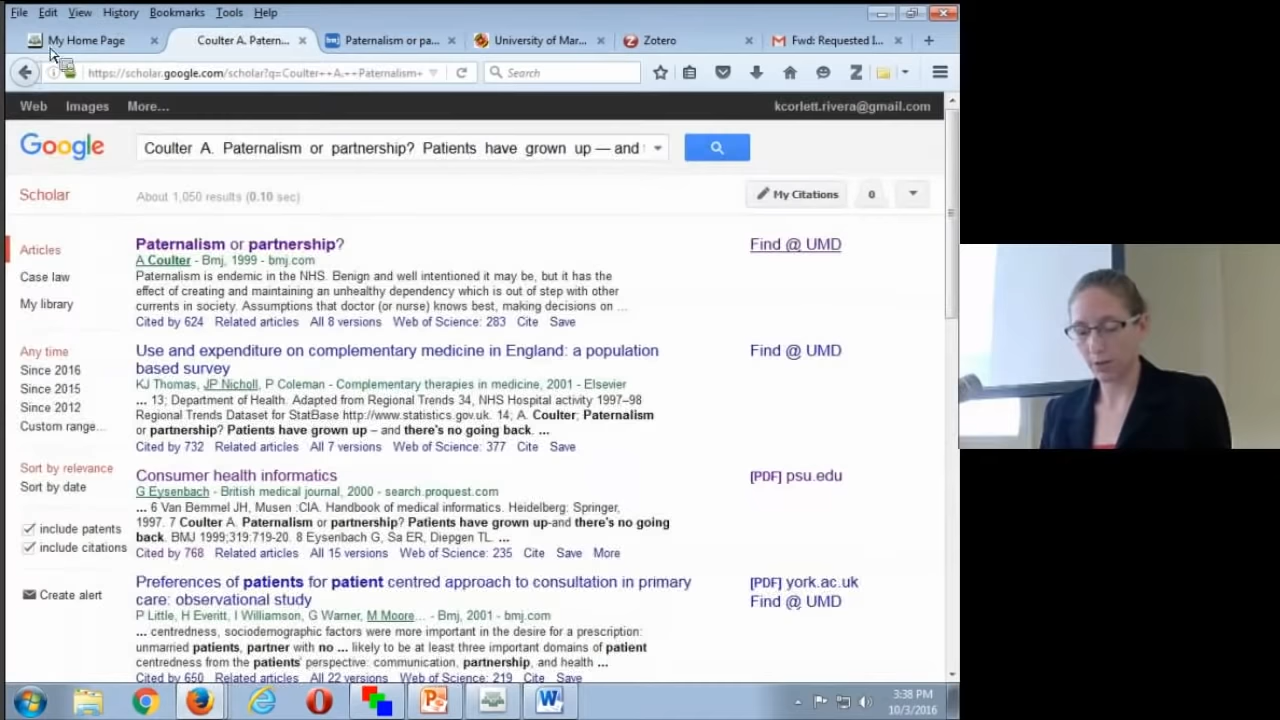 File Edit View History Bookmarks Tools Help
My Home Page
Coulter A. Patern...
bmj
Paternalism or pa...
University of Mar...
Z
Zotero
Fwd: Requested I...
https://scholar.google.com/scholar?q=Coulter++A.++Paternalism+
Search
Z
Web Images More...
kcorlett.rivera@gmail.com
Google
Coulter A. Paternalism or partnership? Patients have grown up — and
Scholar
About 1,050 results (0.10 sec)
My Citations
0
Articles
Case law
My library
Any time
Since 2016
Since 2015
Since 2012
Custom range...
Sort by relevance
Sort by date
include patents
include citations
Create alert
Paternalism or partnership?
Find @ UMD
A Coulter - Bmj, 1999 - bmj.com
Paternalism is endemic in the NHS. Benign and well intentioned it may be, but it has the
effect of creating and maintaining an unhealthy dependency which is out of step with other
currents in society. Assumptions that doctor (or nurse) knows best, making decisions on ...
Cited by 624 Related articles All 8 versions Web of Science: 283 Cite Save
Use and expenditure on complementary medicine in England: a population
based survey
Find @ UMD
KJ Thomas, JP Nicholl, P Coleman - Complementary therapies in medicine, 2001 - Elsevier
... 13; Department of Health. Adapted from Regional Trends 34, NHS Hospital activity 1997–98
Regional Trends Dataset for StatBase http://www.statistics.gov.uk. 14; A. Coulter; Paternalism
or partnership? Patients have grown up – and there's no going back. ...
Cited by 732 Related articles All 7 versions Web of Science: 377 Cite Save
Consumer health informatics
[PDF] psu.edu
G Eysenbach - British medical journal, 2000 - search.proquest.com
... 6 Van Bemmel JH, Musen :CIA. Handbook of medical informatics. Heidelberg: Springer,
1997. 7 Coulter A. Paternalism or partnership? Patients have grown up-and there's no going
back. BMJ 1999;319:719-20. 8 Eysenbach G, Sa ER, Diepgen TL. ...
Cited by 768 Related articles All 15 versions Web of Science: 235 Cite Save More
Preferences of patients for patient centred approach to consultation in primary
care: observational study
[PDF] york.ac.uk
Find @ UMD
P Little, H Everitt, I Williamson, G Warner, M Moore... - Bmj, 2001 - bmj.com
... centredness, sociodemographic factors were more important in the desire for a prescription:
unmarried patients, partner with no ... likely to be at least three important domains of patient
centredness from the patients' perspective: communication, partnership, and health ...
Cited by 650 Related articles All 22 versions Web of Science: 219 Cite Save
3:38 PM
10/3/2016